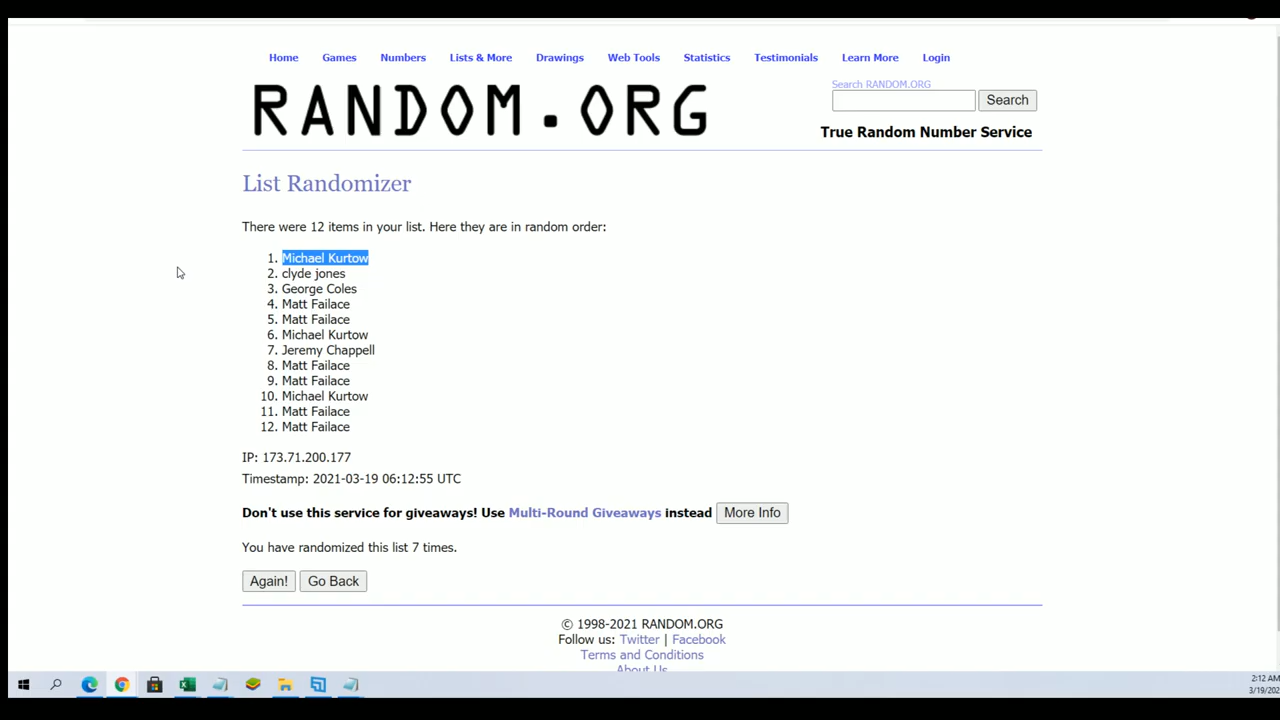 Home Games Numbers Lists & More Drawings Web Tools Statistics Testimonials Learn More Login
Search RANDOM.ORG
RANDOM.ORG
Search
True Random Number Service
List Randomizer
There were 12 items in your list. Here they are in random order:
1. Michael Kurtow
2. clyde jones
3. George Coles
4. Matt Failace
5. Matt Failace
6. Michael Kurtow
7. Jeremy Chappell
8. Matt Failace
9. Matt Failace
10. Michael Kurtow
11. Matt Failace
12. Matt Failace
IP: 173.71.200.177
Timestamp: 2021-03-19 06:12:55 UTC
Don't use this service for giveaways! Use Multi-Round Giveaways instead More Info
You have randomized this list 7 times.
Again! Go Back
© 1998-2021 RANDOM.ORG
Follow us: Twitter | Facebook
Terms and Conditions
About Us
2:12 AM
3/19/202